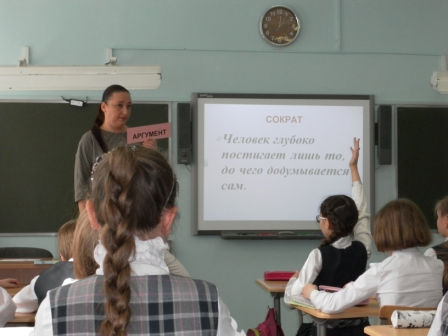 АРГУМЕНТ
СОКРАТ
Человек глубоко
постигает лишь то,
до чего додумывается
сам.